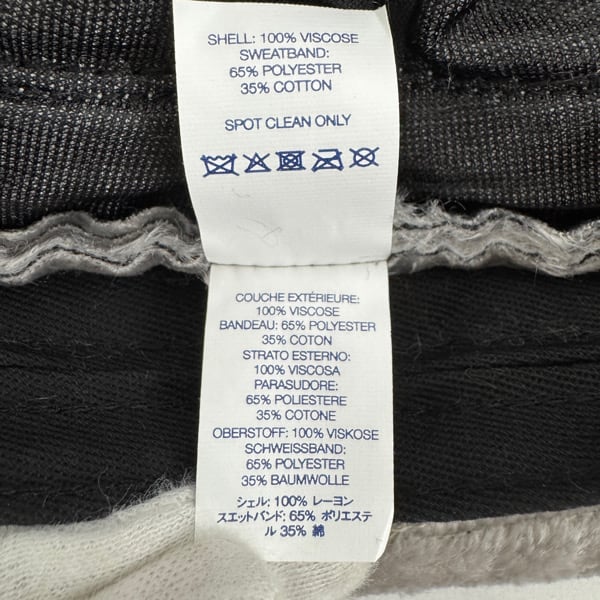 SHELL: 100% VISCOSE
SWEATBAND:
65% POLYESTER
35% COTTON
SPOT CLEAN ONLY
COUCHE EXTÉRIEURE:
100% VISCOSE
BANDEAU: 65% POLYESTER
35% COTON
STRATO ESTERNO:
100% VISCOSA
PARASUDORE:
65% POLIESTERE
35% COTONE
OBERSTOFF: 100% VISKOSE
SCHWEISSBAND:
65% POLYESTER
35% BAUMWOLLE
シェル: 100% レーヨン
スエットバンド: 65% ポリエステ
ル 35% 綿